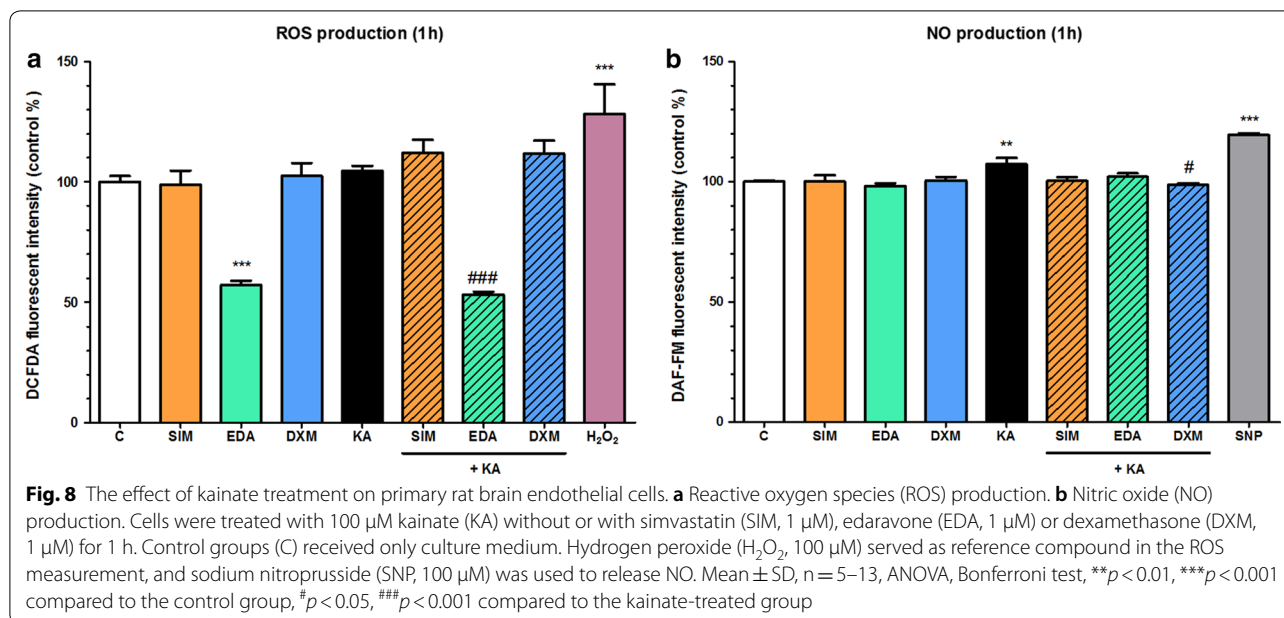 ROS production (1h)
a
DCFDA fluorescent intensity (control %)
150
100
50
0
***
###
***
C SIM EDA DXM KA SIM EDA DXM H₂O₂
+ KA
NO production (1h)
b
DAF-FM fluorescent intensity (control %)
150
100
50
0
**
#
***
C SIM EDA DXM KA SIM EDA DXM SNP
+ KA
Fig. 8 The effect of kainate treatment on primary rat brain endothelial cells. a Reactive oxygen species (ROS) production. b Nitric oxide (NO)
production. Cells were treated with 100 μM kainate (KA) without or with simvastatin (SIM, 1 μM), edaravone (EDA, 1 μM) or dexamethasone (DXM,
1 μM) for 1 h. Control groups (C) received only culture medium. Hydrogen peroxide (H₂O₂, 100 μM) served as reference compound in the ROS
measurement, and sodium nitroprusside (SNP, 100 μM) was used to release NO. Mean ± SD, n = 5–13, ANOVA, Bonferroni test, **p < 0.01, ***p < 0.001
compared to the control group, #p < 0.05, ###p < 0.001 compared to the kainate-treated group